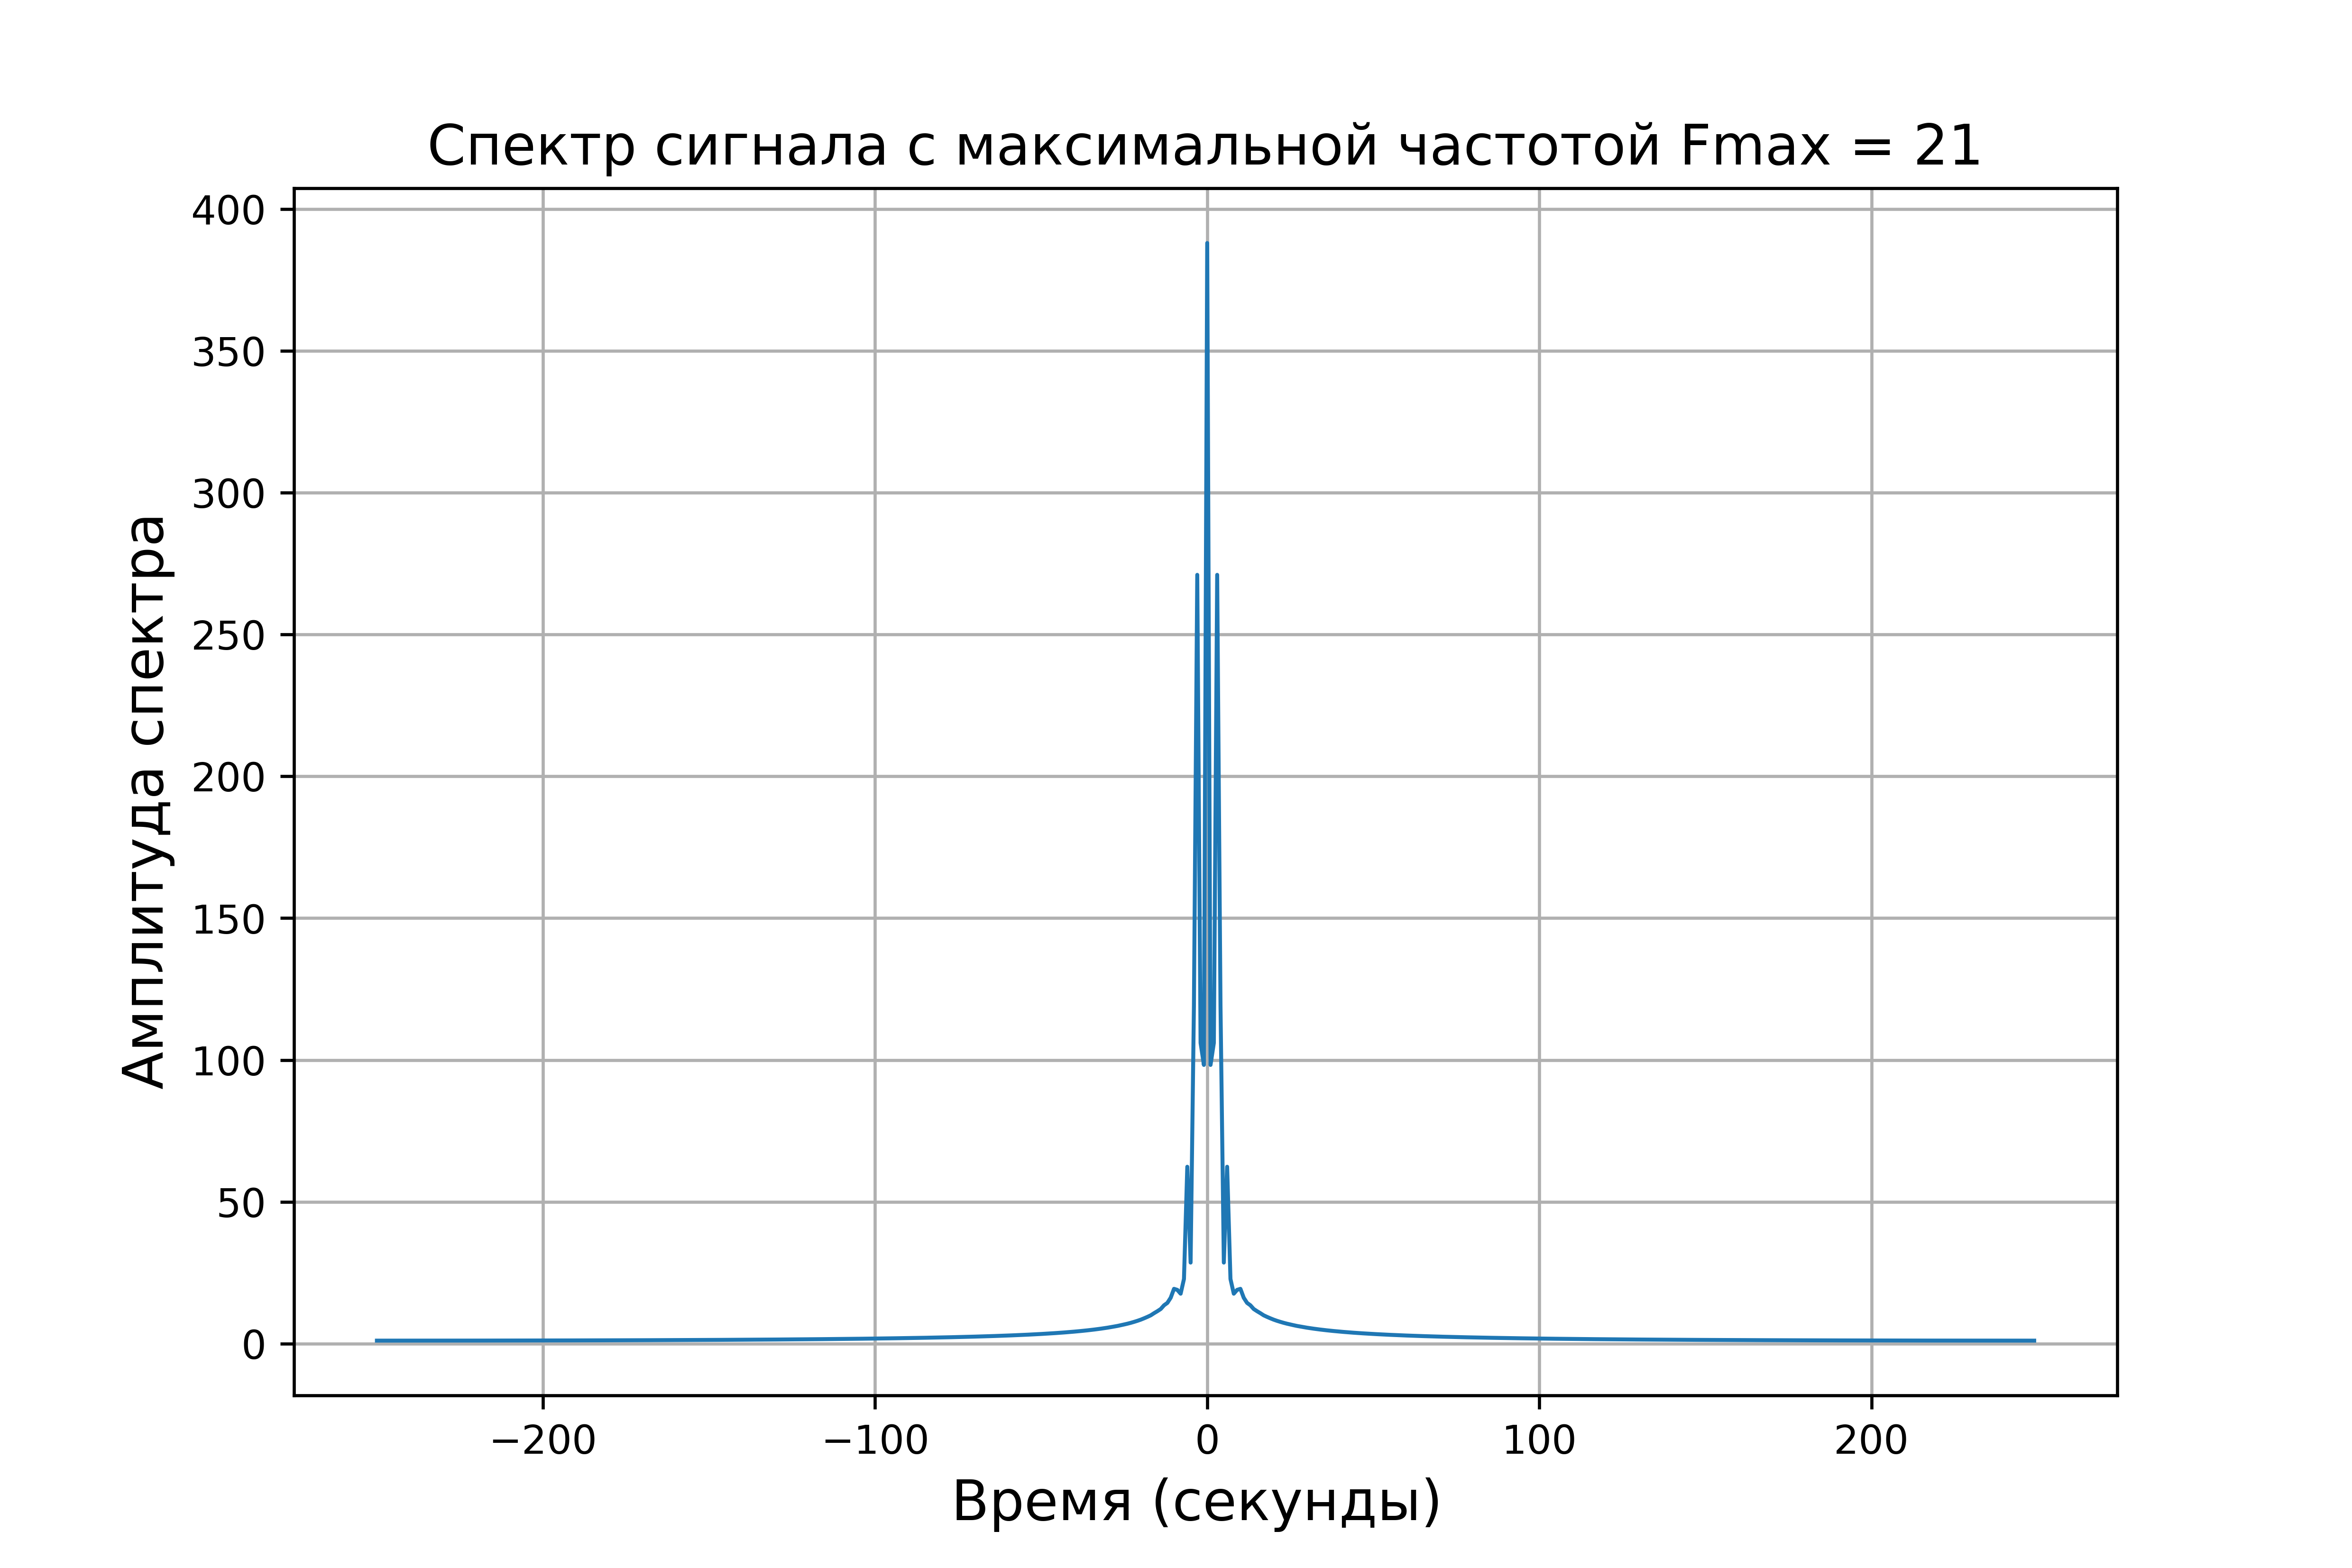 Спектр сигнала с максимальной частотой Fmax = 21
400
350
300
250
200
150
100
50
0
Амплитуда спектра
−200 −100 0 100 200
Время (секунды)